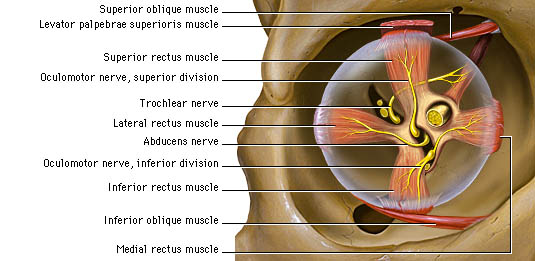 Superior oblique muscle
Levator palpebrae superioris muscle
Superior rectus muscle
Oculomotor nerve, superior division
Trochlear nerve
Lateral rectus muscle
Abducens nerve
Oculomotor nerve, inferior division
Inferior rectus muscle
Inferior oblique muscle
Medial rectus muscle